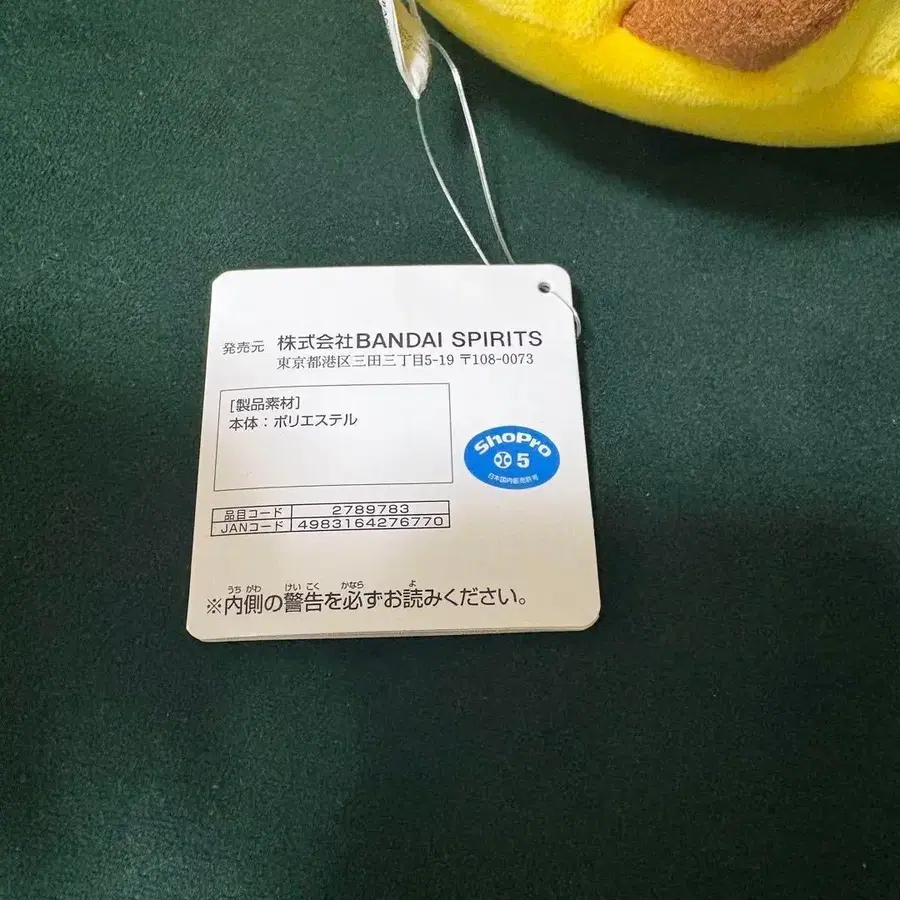 発売元 株式会社BANDAI SPIRITS
東京都港区三田三丁目5-19 〒108-0073
[製品素材]
本体：ポリエステル
ShoPro
5
日本国内販売許可
品目コード 2789783
JANコード 4983164276770
うち がわ けい こく かなら よ
※内側の警告を必ずお読みください。